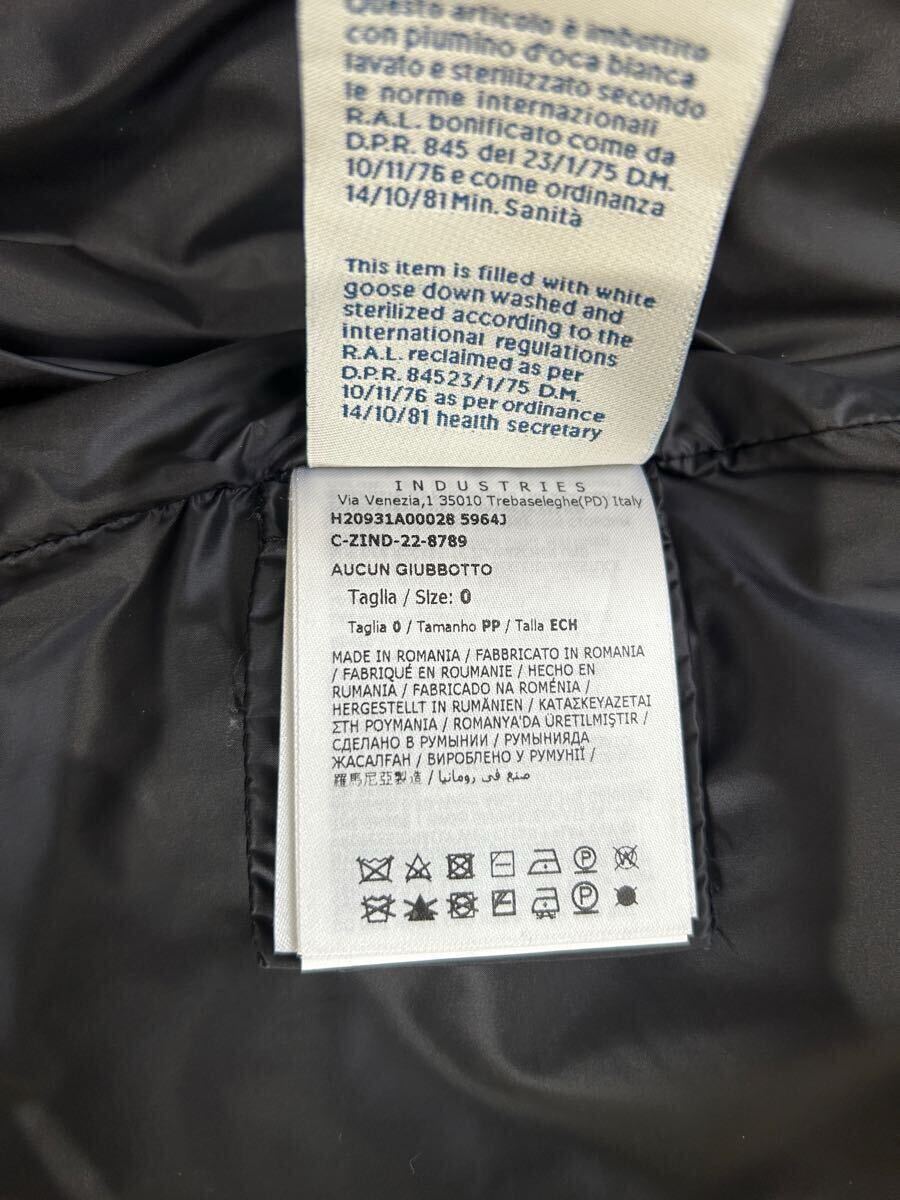 Questo articolo è imbottito
con piumino d'oca bianca
lavato e sterilizzato secondo
le norme internazionali
R.A.L. bonificato come da
D.P.R. 845 del 23/1/75 D.M.
10/11/76 e come ordinanza
14/10/81 Min. Sanità
This item is filled with white
goose down washed and
sterilized according to the
international regulations
R.A.L. reclaimed as per
D.P.R. 84523/1/75 D.M.
10/11/76 as per ordinance
14/10/81 health secretary
INDUSTRIES
Via Venezia,1 35010 Trebaseleghe(PD) Italy
H20931A00028 5964J
C-ZIND-22-8789
AUCUN GIUBBOTTO
Taglia / Size: 0
Taglia 0 / Tamanho PP / Talla ECH
MADE IN ROMANIA / FABBRICATO IN ROMANIA
/ FABRIQUÉ EN ROUMANIE / HECHO EN
RUMANIA / FABRICADO NA ROMÉNIA /
HERGESTELLT IN RUMÄNIEN / ΚΑΤΑΣΚΕΥΑΖΕΤΑΙ
ΣΤΗ ΡΟΥΜΑΝΙΑ / ROMANYA'DA ÜRETILMIŞTIR /
СДЕЛАНО В РУМЫНИИ / РУМЫНИЯДА
ЖАСАЛҒАН / ВИРОБЛЕНО У РУМУНІЇ /
羅馬尼亞製造 / صنع في رومانيا
P W
P